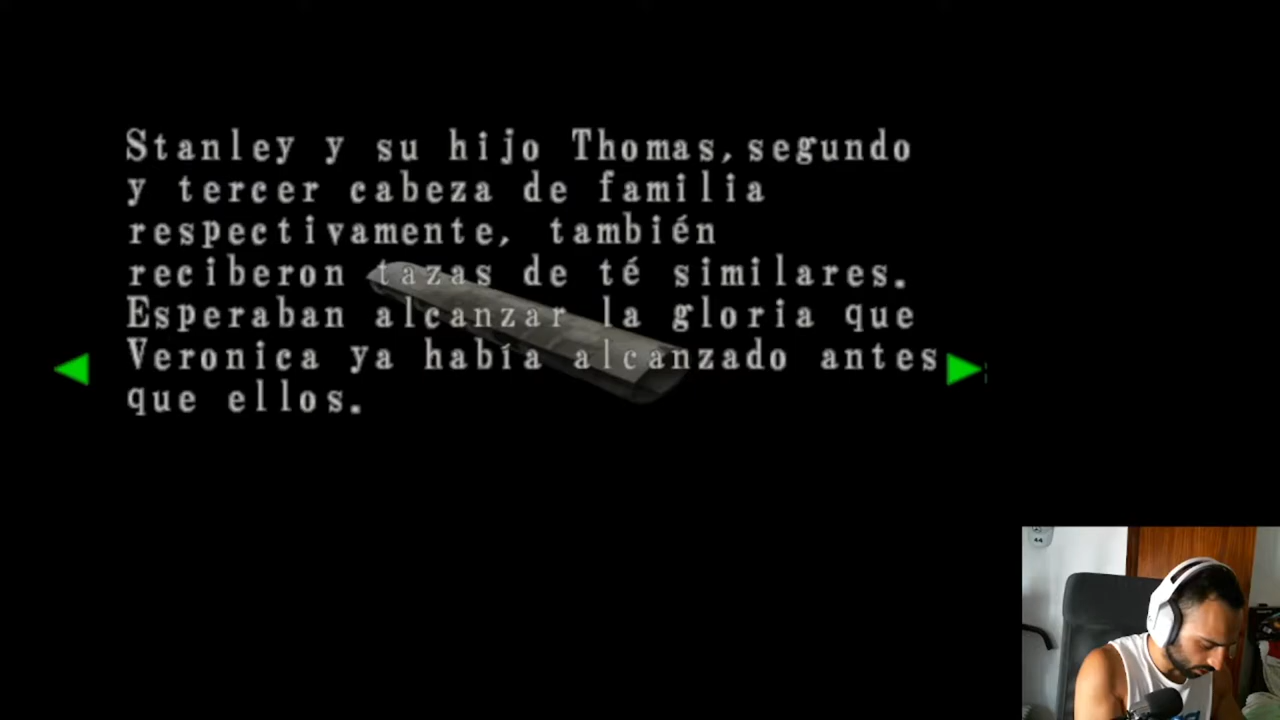 Stanley y su hijo Thomas,segundo
y tercer cabeza de familia
respectivamente, también
reciberon tazas de té similares.
Esperaban alcanzar la gloria que
Veronica ya había alcanzado antes
que ellos.